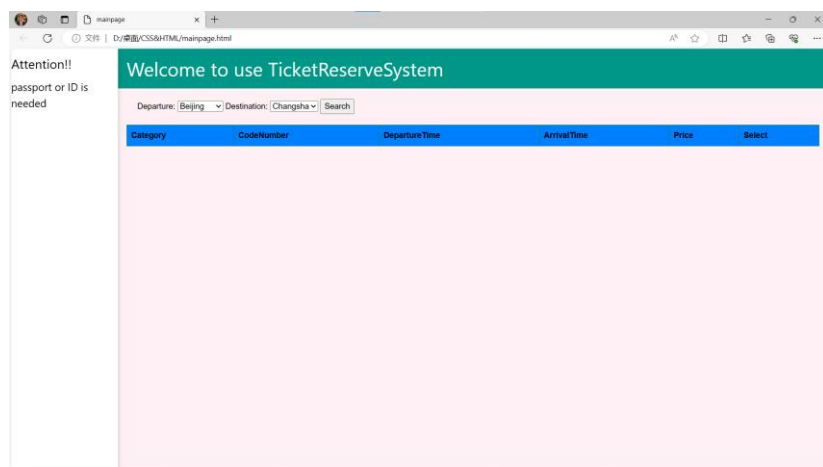 mainpage
文件 | D:/桌面/CSS&HTML/mainpage.html
Attention!!
passport or ID is
needed
Welcome to use TicketReserveSystem
Departure: Beijing Destination: Changsha Search
Category CodeNumber DepartureTime ArrivalTime Price Select